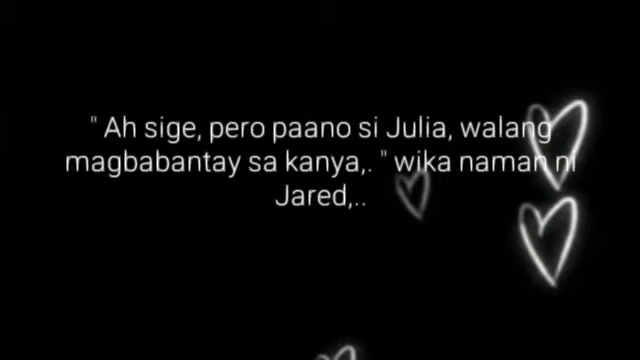 " Ah sige, pero paano si Julia, walang
magbabantay sa kanya,. " wika naman ni
Jared,..